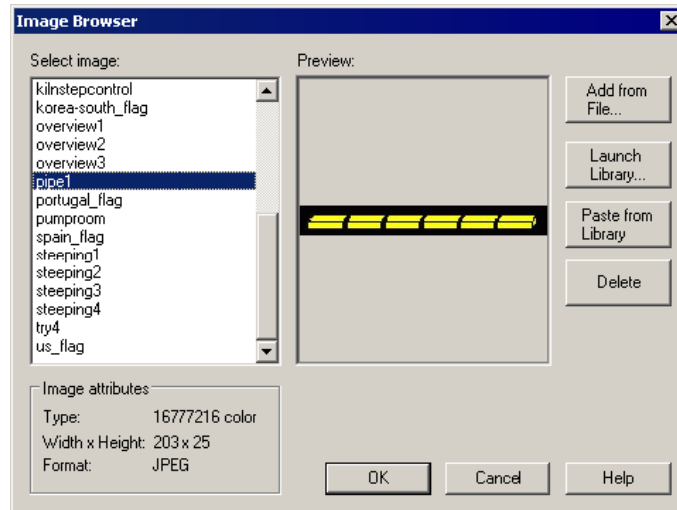 Image Browser
Select image:
kilnstepcontrol
korea-south_flag
overview1
overview2
overview3
pipe1
portugal_flag
pumproom
spain_flag
steeping1
steeping2
steeping3
steeping4
try4
us_flag
Preview:
Add from
File...
Launch
Library...
Paste from
Library
Delete
Image attributes
Type: 16777216 color
Width x Height: 203 x 25
Format: JPEG
OK
Cancel
Help